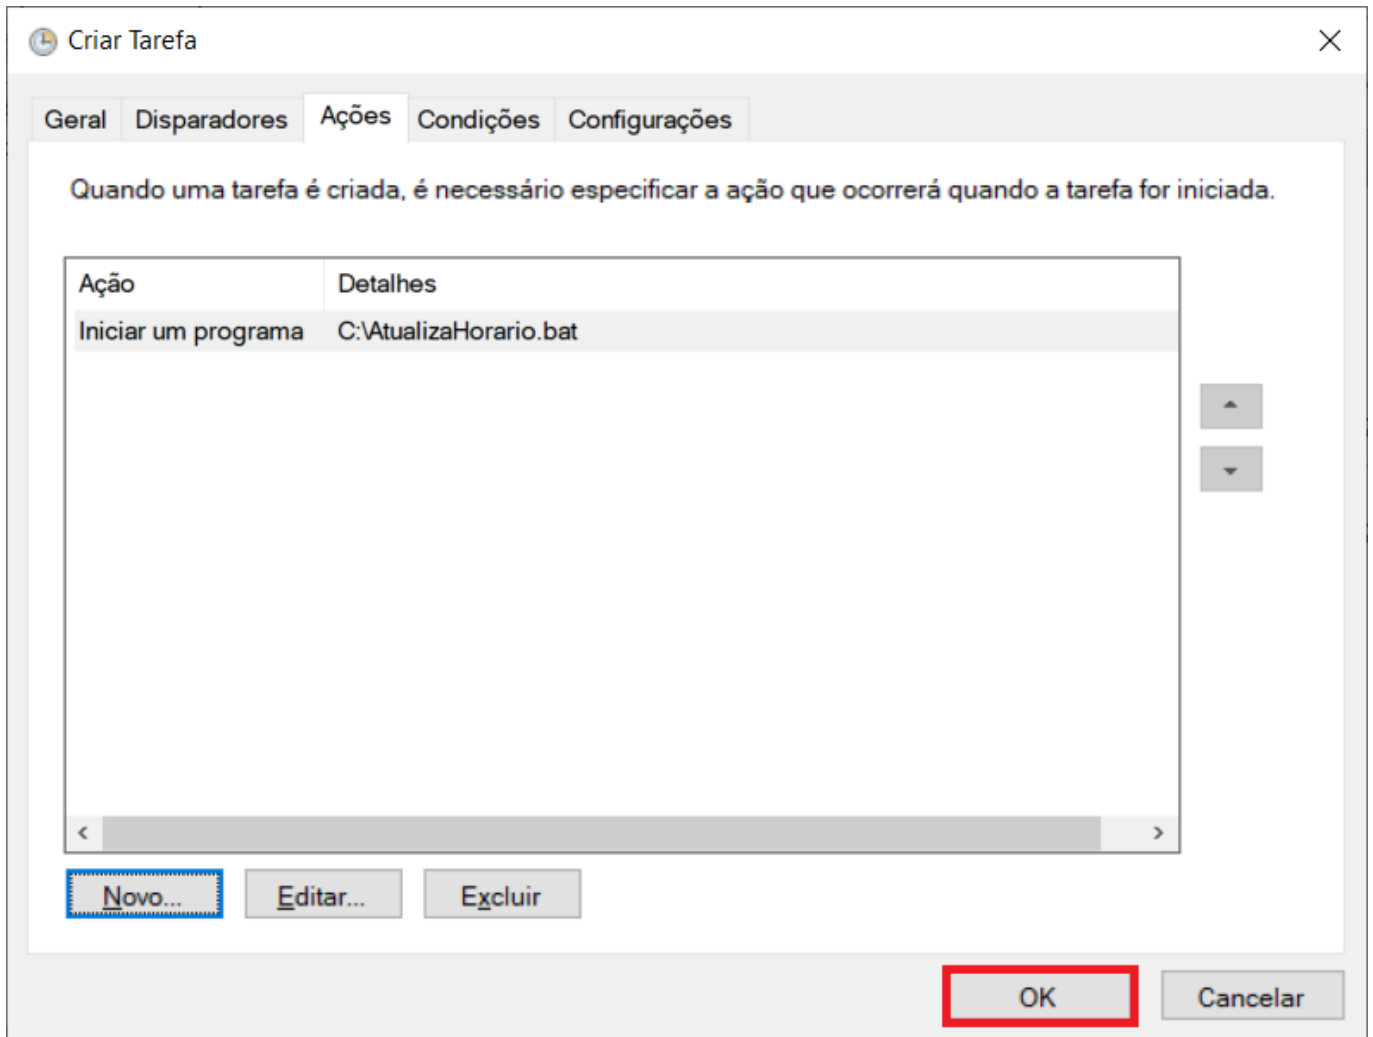 Criar Tarefa
Geral Disparadores Ações Condições Configurações
Quando uma tarefa é criada, é necessário especificar a ação que ocorrerá quando a tarefa for iniciada.
Ação Detalhes
Iniciar um programa C:\AtualizaHorario.bat
Novo... Editar... Excluir
OK Cancelar